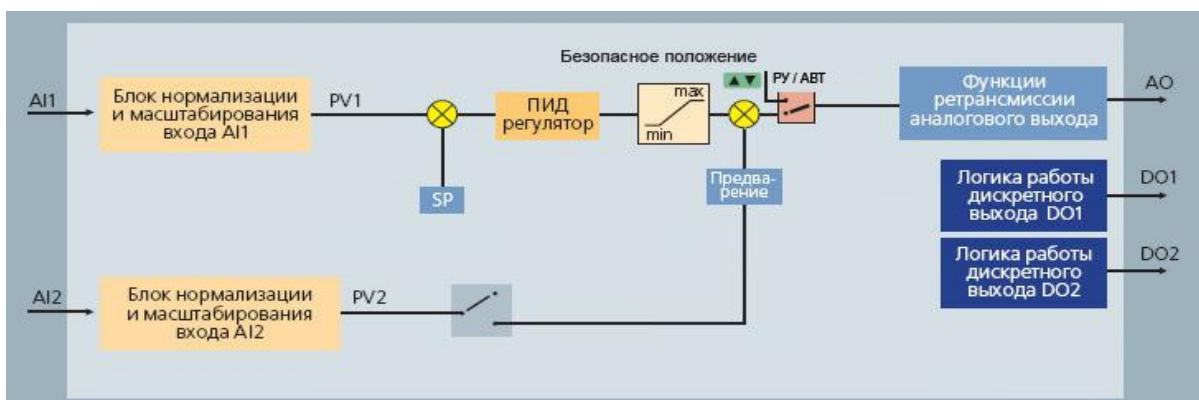 Безопасное положение
РУ / АВТ
AI1
Блок нормализации
и масштабирования
входа AI1
PV1
ПИД
регулятор
max
min
Функции
ретрансмиссии
аналогового выхода
AO
SP
Предва-
рение
Логика работы
дискретного
выхода DO1
DO1
AI2
Блок нормализации
и масштабирования
входа AI2
PV2
Логика работы
дискретного
выхода DO2
DO2